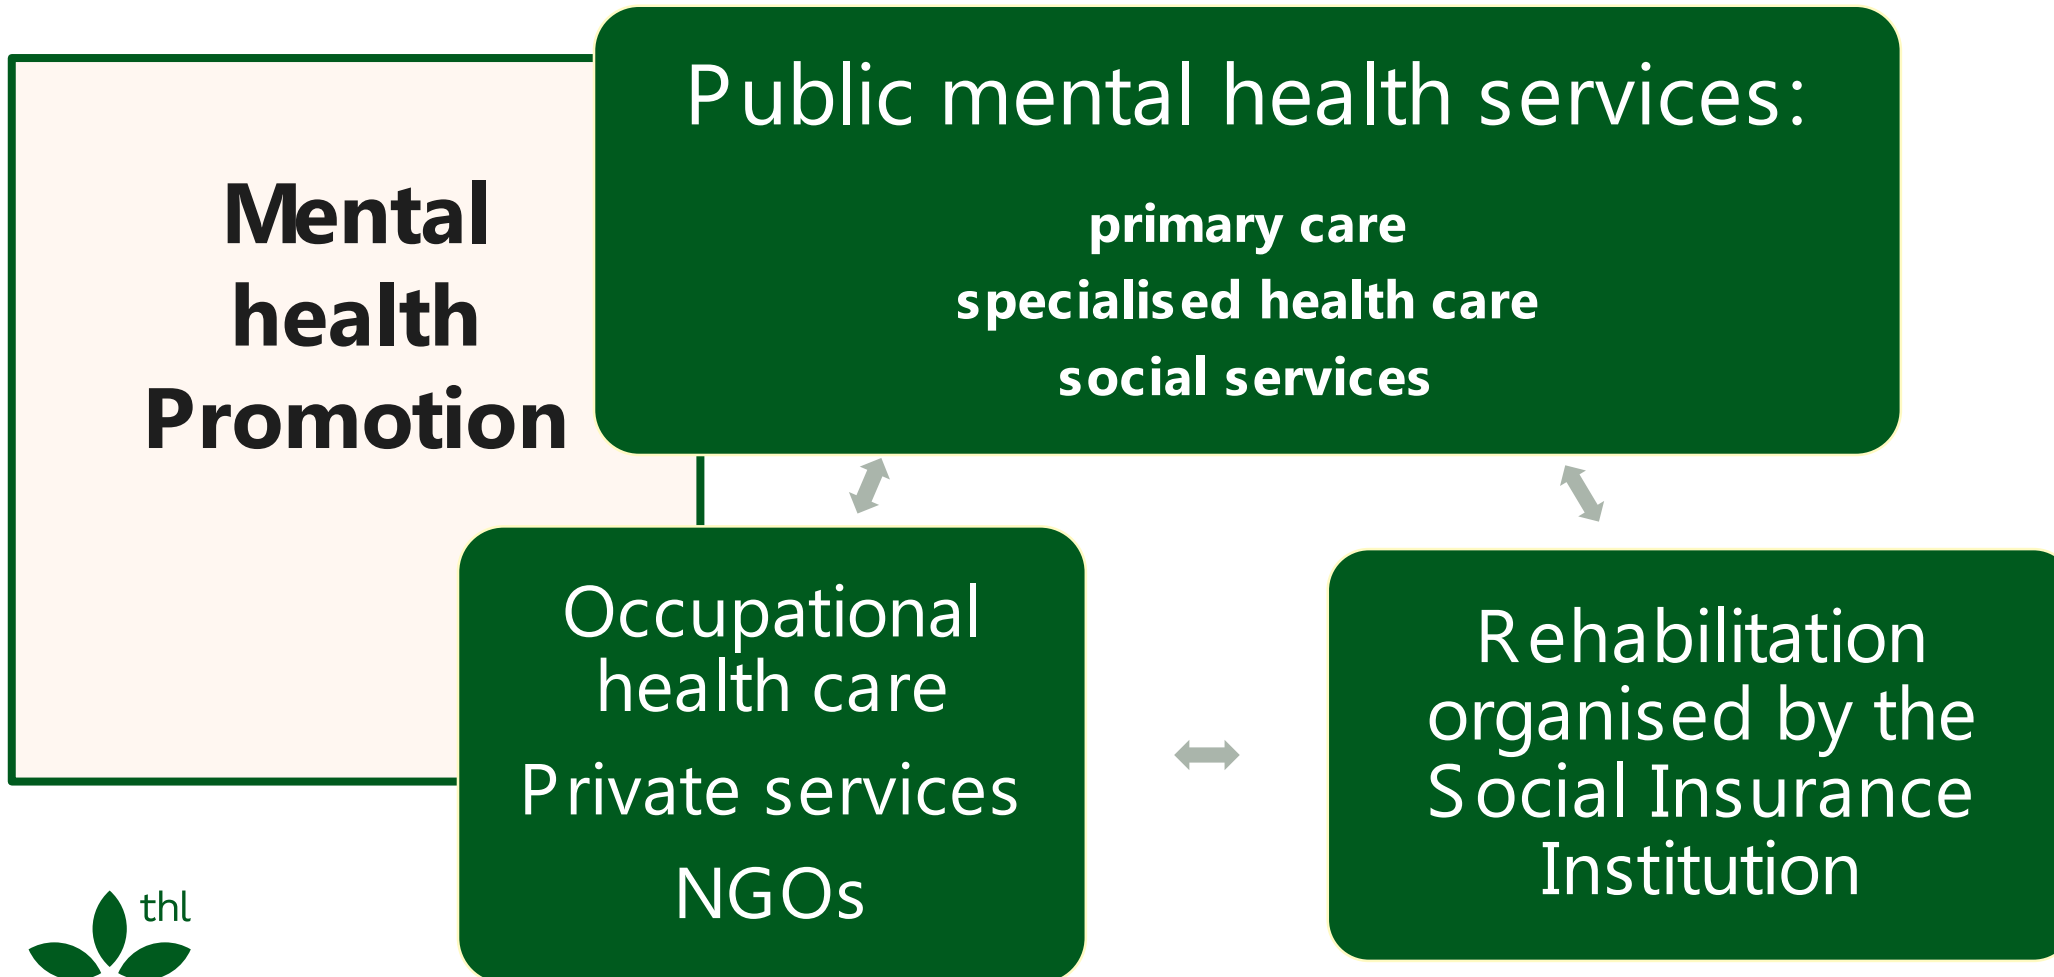 Mental
health
Promotion
Public mental health services:
primary care
specialised health care
social services
Occupational
health care
Private services
NGOs
Rehabilitation
organised by the
Social Insurance
Institution
thl